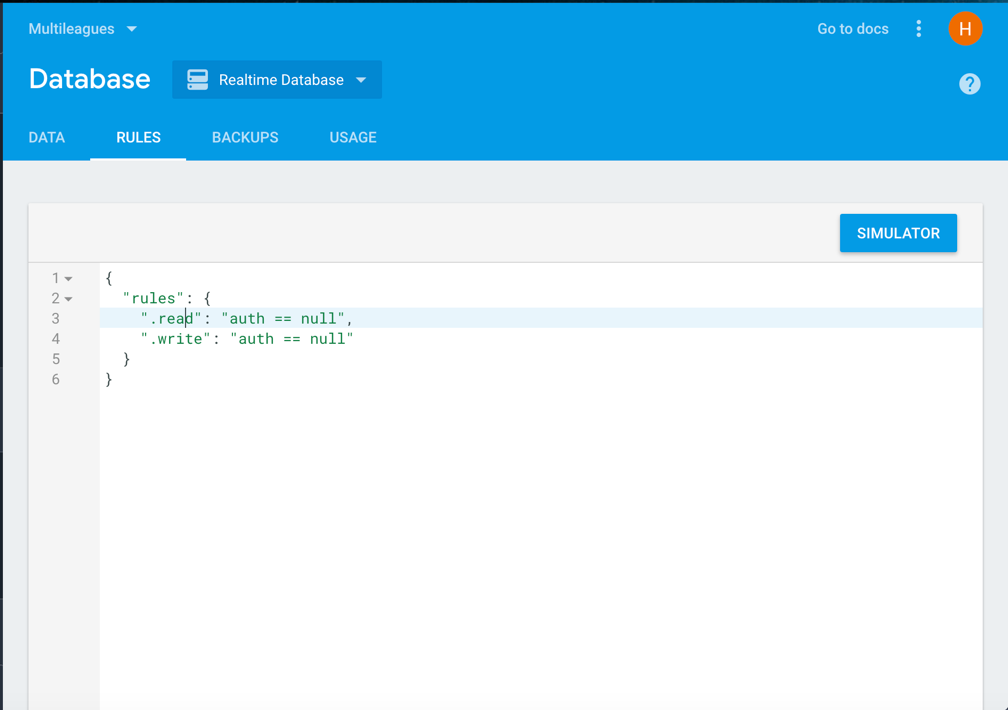 Multileagues
Go to docs
H
Database
Realtime Database
?
DATA RULES BACKUPS USAGE
SIMULATOR
1 {
2 "rules": {
3 ".read": "auth == null",
4 ".write": "auth == null"
5 }
6 }